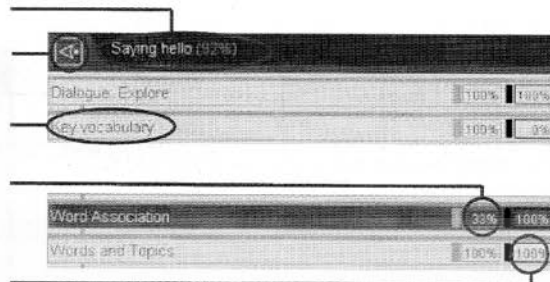 Saying hello (92%)
Dialogue: Explore 100% 100%
Key vocabulary 100% 0%
Word Association 33% 100%
Words and Topics 100% 100%